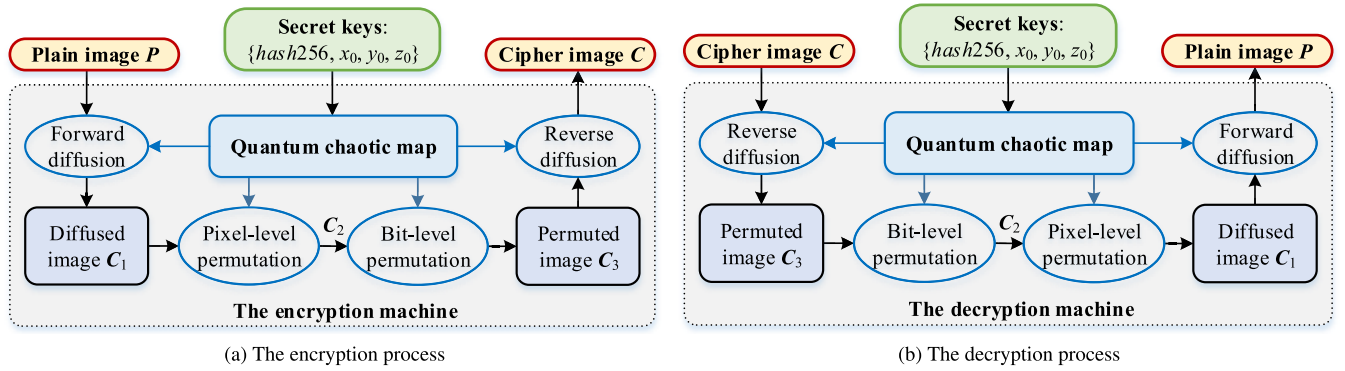 Secret keys:
{hash256, x₀, y₀, z₀}
Plain image P
Cipher image C
Forward
diffusion
Quantum chaotic map
Reverse
diffusion
Diffused
image C₁
Pixel-level
permutation
C₂
Bit-level
permutation
Permuted
image C₃
The encryption machine
(a) The encryption process
Secret keys:
{hash256, x₀, y₀, z₀}
Cipher image C
Plain image P
Reverse
diffusion
Quantum chaotic map
Forward
diffusion
Permuted
image C₃
Bit-level
permutation
C₂
Pixel-level
permutation
Diffused
image C₁
The decryption machine
(b) The decryption process